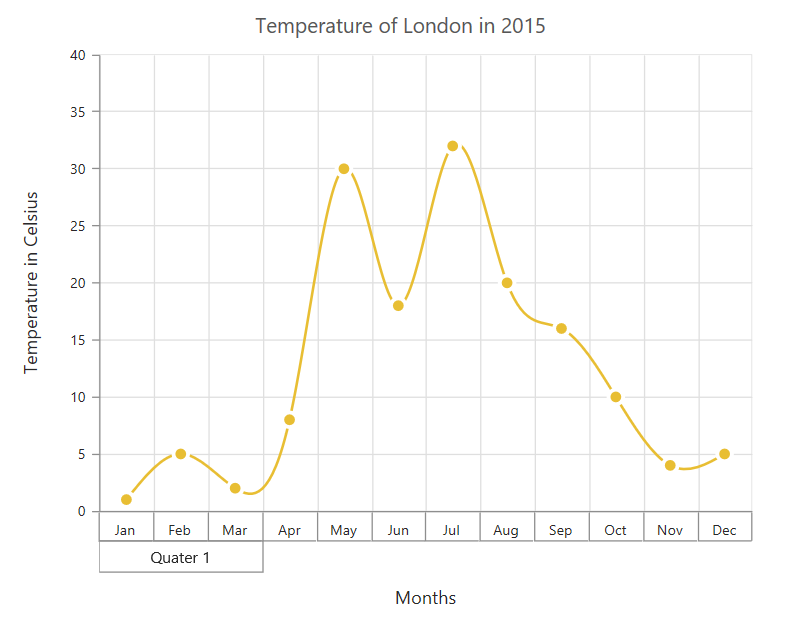 Temperature of London in 2015
40
35
30
25
20
15
10
5
0
Temperature in Celsius
Jan Feb Mar Apr May Jun Jul Aug Sep Oct Nov Dec
Quater 1
Months